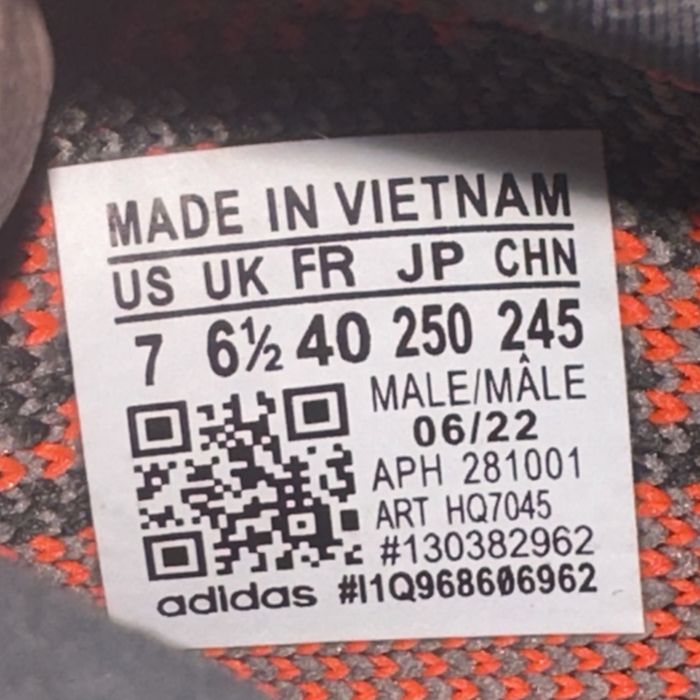 MADE IN VIETNAM
US UK FR JP CHN
7 6½ 40 250 245
MALE/MÂLE
06/22
APH 281001
ART HQ7045
#130382962
adidas #I1Q968606962